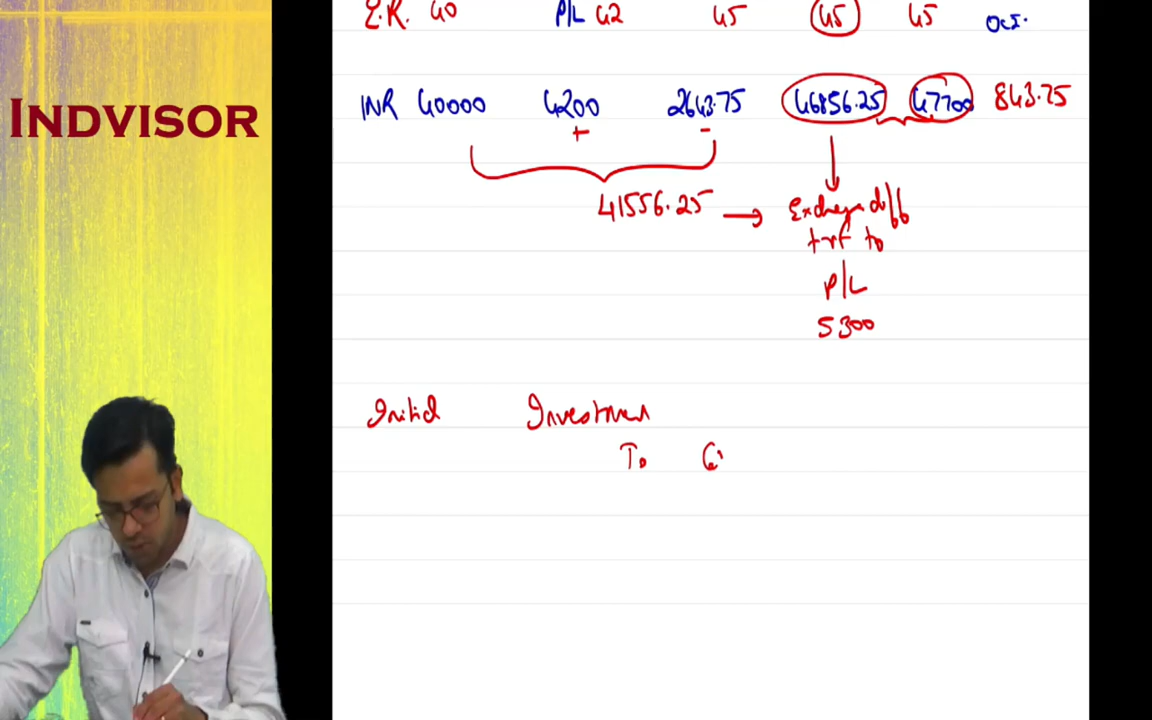 E.R. 40 P/L 42 45 45 45 OCI.
INDVISOR
INR 40000 4200 2643.75 46856.25 47700 843.75
+ -
41556.25 → Exchange diff
trf to
P/L
5300
Initial Investment
To